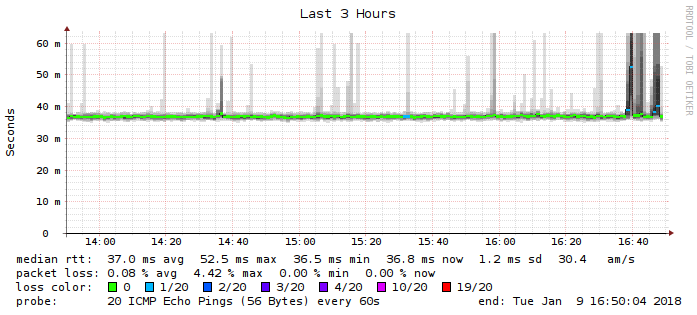 Last 3 Hours
RRDTOOL / TOBI OETIKER
Seconds
60 m
50 m
40 m
30 m
20 m
10 m
0
14:00 14:20 14:40 15:00 15:20 15:40 16:00 16:20 16:40
median rtt: 37.0 ms avg 52.5 ms max 36.5 ms min 36.8 ms now 1.2 ms sd 30.4 am/s
packet loss: 0.08 % avg 4.42 % max 0.00 % min 0.00 % now
loss color: 0 1/20 2/20 3/20 4/20 10/20 19/20
probe: 20 ICMP Echo Pings (56 Bytes) every 60s end: Tue Jan 9 16:50:04 2018